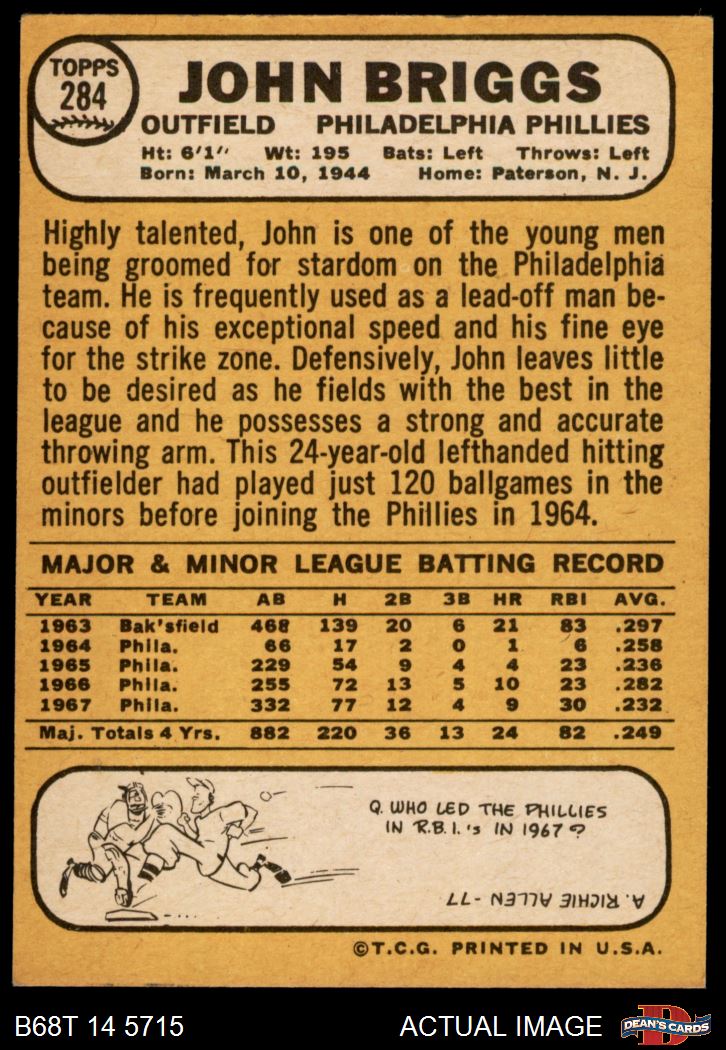 TOPPS
284
JOHN BRIGGS
OUTFIELD PHILADELPHIA PHILLIES
Ht: 6'1" Wt: 195 Bats: Left Throws: Left
Born: March 10, 1944 Home: Paterson, N. J.
Highly talented, John is one of the young men
being groomed for stardom on the Philadelphia
team. He is frequently used as a lead-off man be-
cause of his exceptional speed and his fine eye
for the strike zone. Defensively, John leaves little
to be desired as he fields with the best in the
league and he possesses a strong and accurate
throwing arm. This 24-year-old lefthanded hitting
outfielder had played just 120 ballgames in the
minors before joining the Phillies in 1964.
MAJOR & MINOR LEAGUE BATTING RECORD
YEAR TEAM AB H 2B 3B HR RBI AVG.
1963 Bak'sfield 468 139 20 6 21 83 .297
1964 Phila. 66 17 2 0 1 6 .258
1965 Phila. 229 54 9 4 4 23 .236
1966 Phila. 255 72 13 5 10 23 .282
1967 Phila. 332 77 12 4 9 30 .232
Maj. Totals 4 Yrs. 882 220 36 13 24 82 .249
Q. WHO LED THE PHILLIES
IN R.B.I.'s IN 1967?
A. RICHIE ALLEN -77
©T.C.G. PRINTED IN U.S.A.
B68T 14 5715 ACTUAL IMAGE
D
DEAN'S CARDS